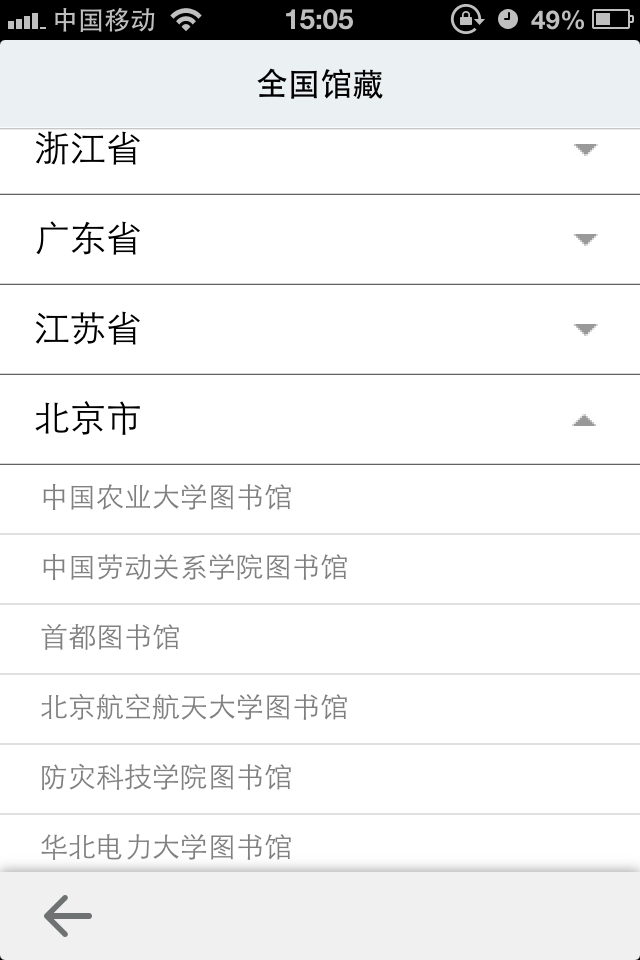 中国移动 15:05 49%
全国馆藏
浙江省
广东省
江苏省
北京市
中国农业大学图书馆
中国劳动关系学院图书馆
首都图书馆
北京航空航天大学图书馆
防灾科技学院图书馆
华北电力大学图书馆